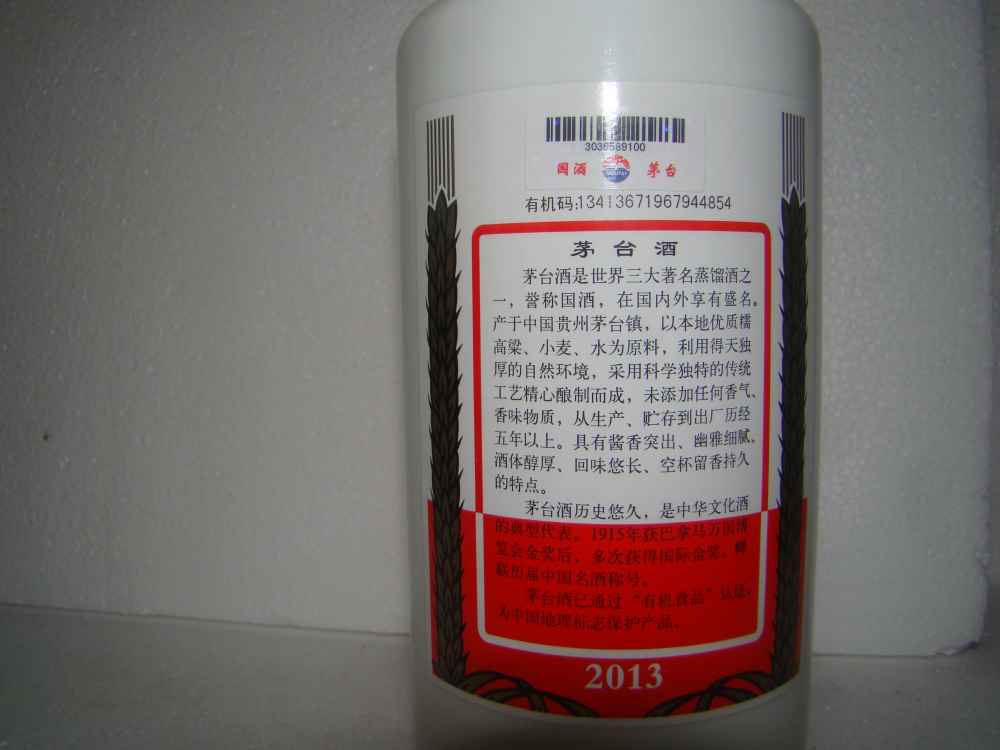 3036589100
国酒 茅台
有机码:13413671967944854
茅台酒
茅台酒是世界三大著名蒸馏酒之
一，誉称国酒，在国内外享有盛名。
产于中国贵州茅台镇，以本地优质糯
高粱、小麦、水为原料，利用得天独
厚的自然环境，采用科学独特的传统
工艺精心酿制而成，未添加任何香气、
香味物质，从生产、贮存到出厂历经
五年以上。具有酱香突出、幽雅细腻、
酒体醇厚、回味悠长、空杯留香持久
的特点。
茅台酒历史悠久，是中华文化酒
的典型代表。1915年获巴拿马万国博
览会金奖后，多次获得国际金奖，蝉
联历届中国名酒称号。
茅台酒已通过“有机食品”认证，
为中国地理标志保护产品。
2013